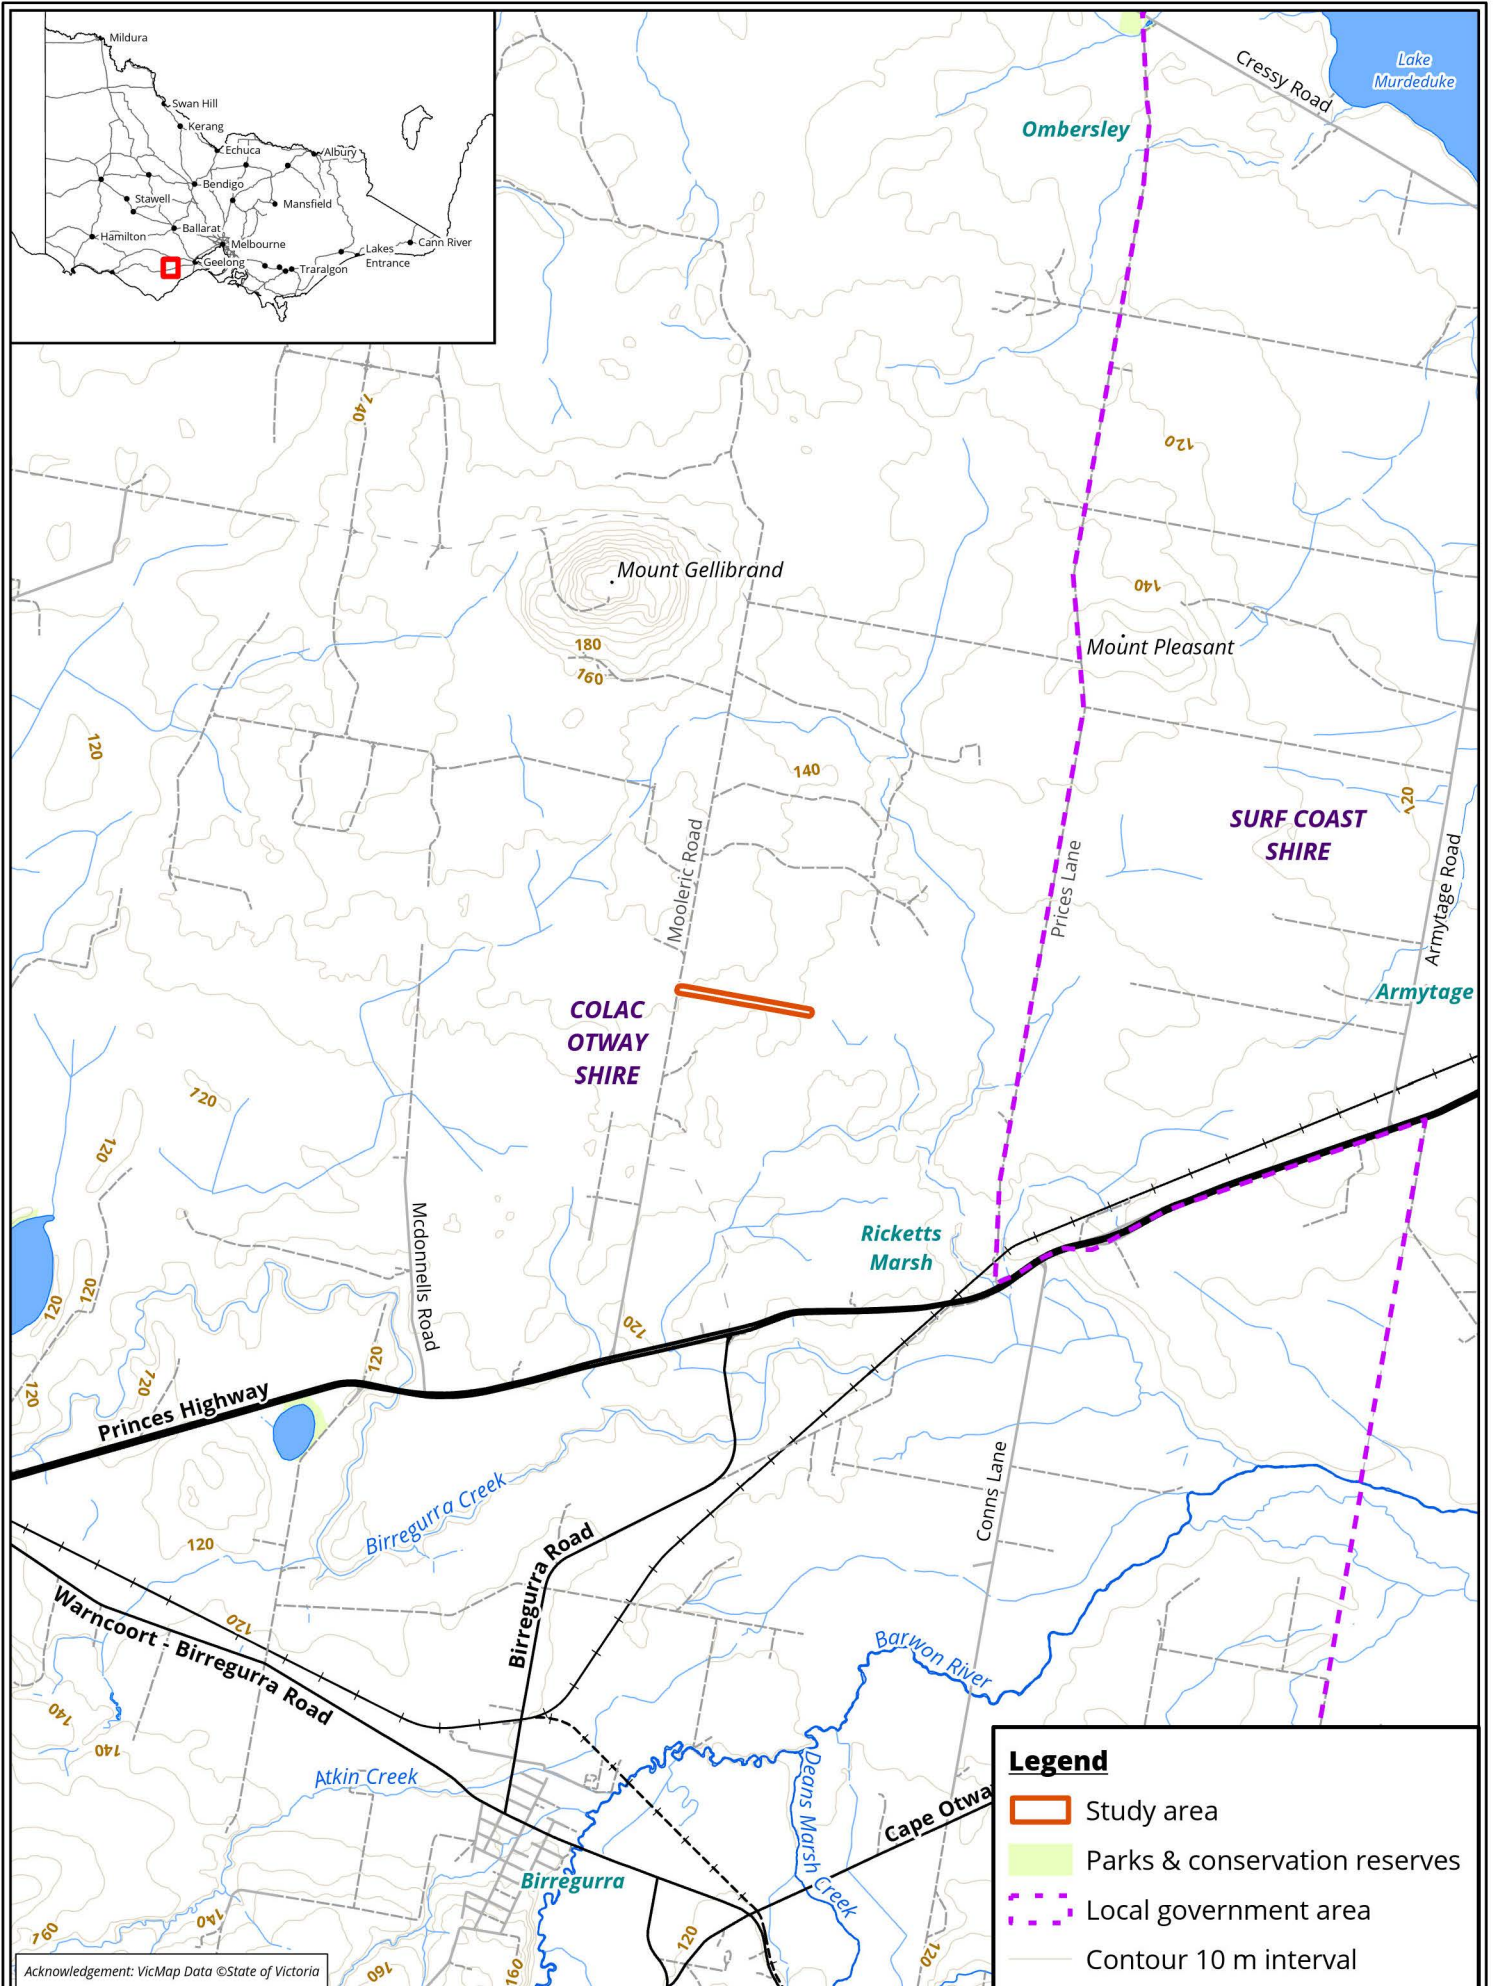 Mildura
Swan Hill
Kerang
Echuca
Albury
Bendigo
Stawell
Mansfield
Ballarat
Hamilton
Melbourne
Cann River
Geelong
Lakes
Entrance
Traralgon
Lake
Murdeduke
Cressy Road
Ombersley
140
120
Mount Gellibrand
140
180
160
Mount Pleasant
120
140
120
SURF COAST
SHIRE
Mooleric Road
Prices Lane
Armytage Road
Armytage
COLAC
OTWAY
SHIRE
120
120
Mcdonnells Road
Ricketts
Marsh
120
120
120
120
120
120
120
Princes Highway
Conns Lane
Birregurra Creek
120
Birregurra Road
120
Warncoort - Birregurra Road
Barwon River
140
140
Atkin Creek
Deans Marsh Creek
Cape Otwa
Birregurra
140
160
120
120
160
160
Legend
Study area
Parks & conservation reserves
Local government area
Contour 10 m interval
Acknowledgement: VicMap Data ©State of Victoria